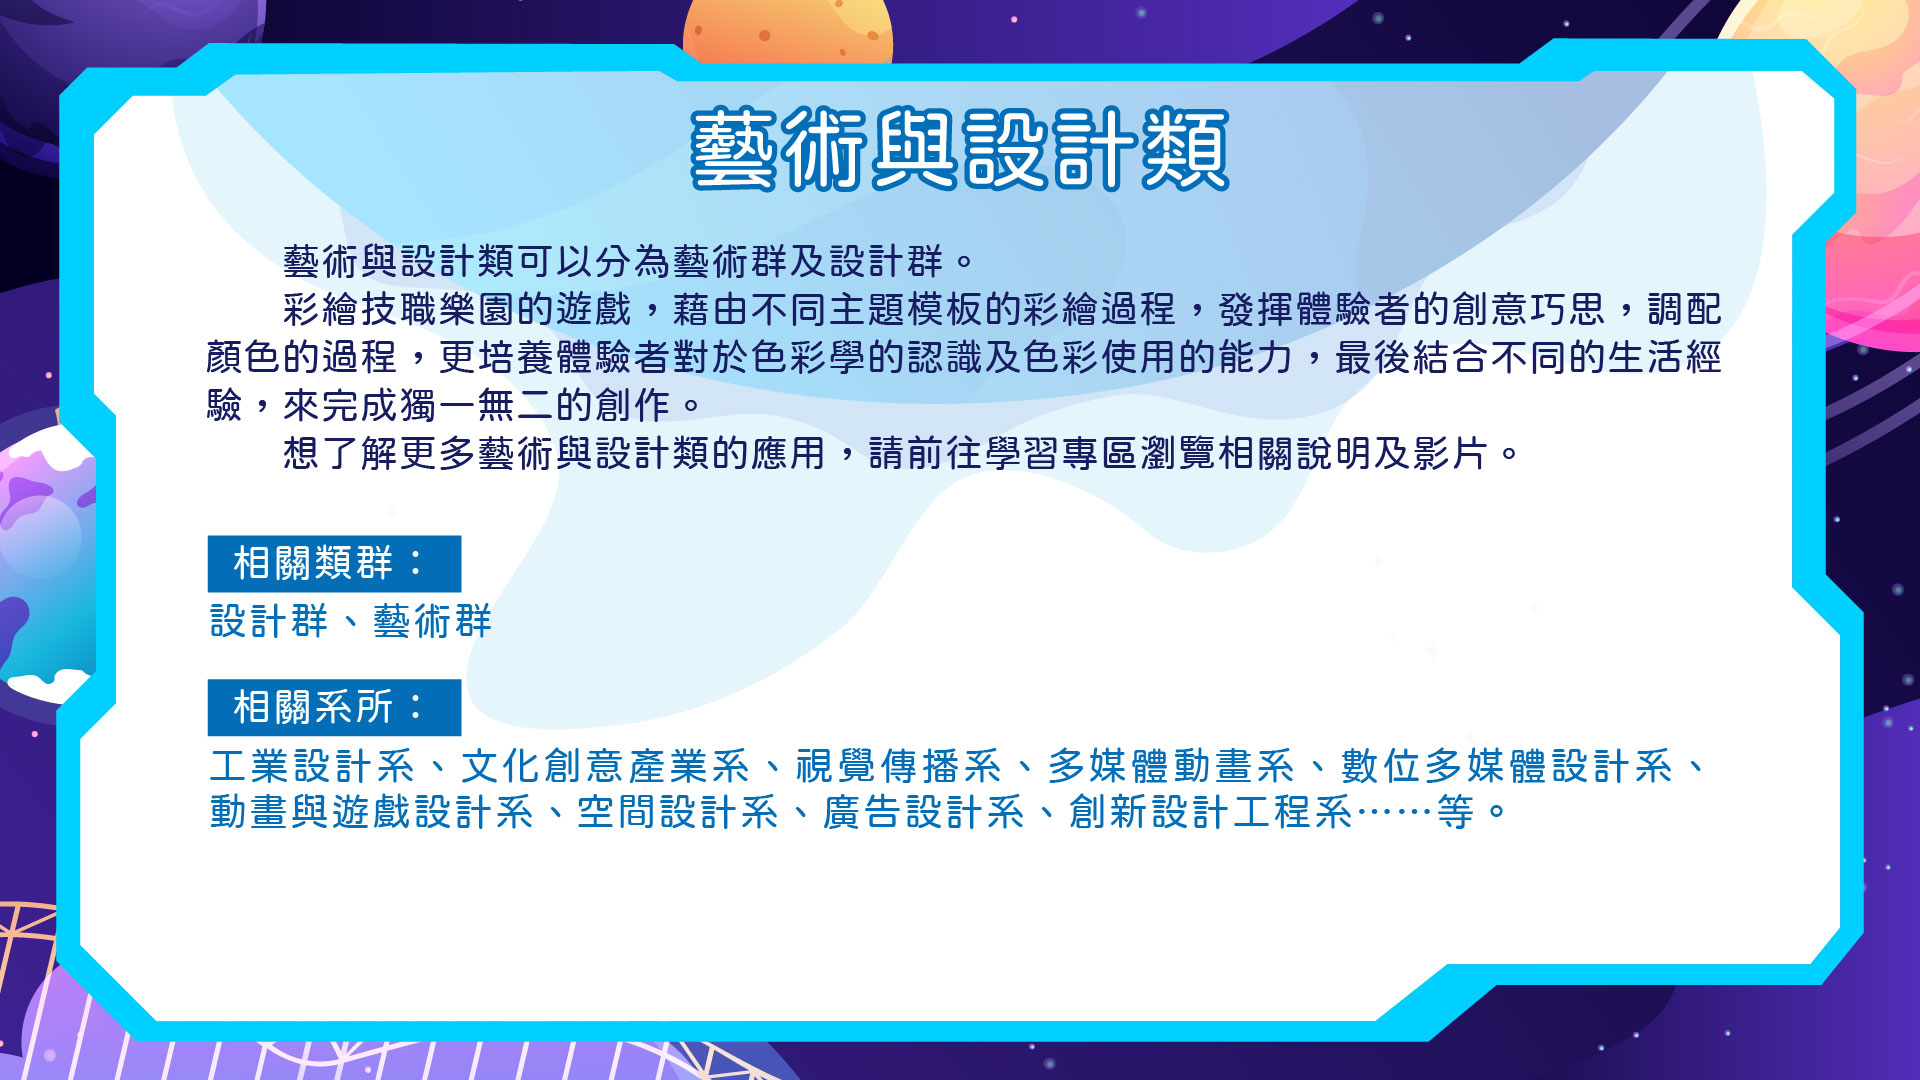 藝術與設計類
藝術與設計類可以分為藝術群及設計群。
彩繪技職樂園的遊戲，藉由不同主題模板的彩繪過程，發揮體驗者的創意巧思，調配
顏色的過程，更培養體驗者對於色彩學的認識及色彩使用的能力，最後結合不同的生活經
驗，來完成獨一無二的創作。
想了解更多藝術與設計類的應用，請前往學習專區瀏覽相關說明及影片。
相關類群：
設計群、藝術群
相關系所：
工業設計系、文化創意產業系、視覺傳播系、多媒體動畫系、數位多媒體設計系、
動畫與遊戲設計系、空間設計系、廣告設計系、創新設計工程系……等。